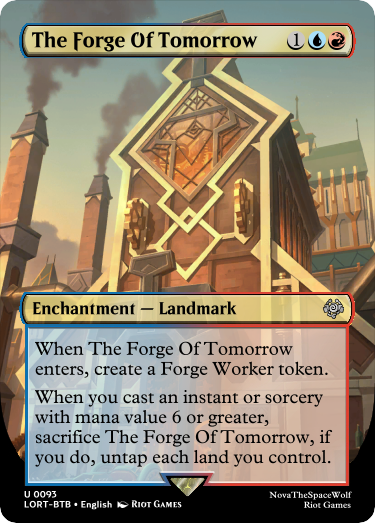 The Forge Of Tomorrow 1
Enchantment — Landmark
When The Forge Of Tomorrow
enters, create a Forge Worker token.
When you cast an instant or sorcery
with mana value 6 or greater,
sacrifice The Forge Of Tomorrow, if
you do, untap each land you control.
U 0093
LORT-BTB • English Riot Games
NovaTheSpaceWolf
Riot Games